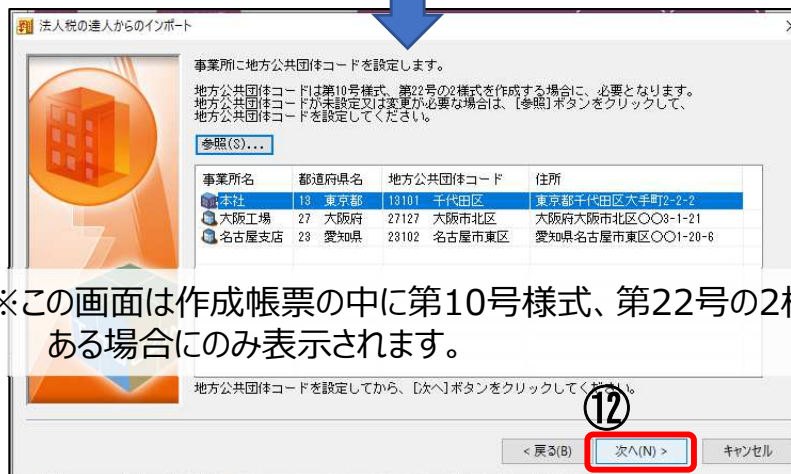 法人税の達人からのインポート
事業所に地方公共団体コードを設定します。
地方公共団体コードは第10号様式、第22号の2様式を作成する場合に、必要となります。
地方公共団体コードが未設定又は変更が必要な場合は、[参照]ボタンをクリックして、
地方公共団体コードを設定してください。
参照(S)...
事業所名 都道府県名 地方公共団体コード 住所
本社 13 東京都 13101 千代田区 東京都千代田区大手町2-2-2
大阪工場 27 大阪府 27127 大阪市北区 大阪府大阪市北区〇〇3-1-21
名古屋支店 23 愛知県 23102 名古屋市東区 愛知県名古屋市東区〇〇1-20-6
※この画面は作成帳票の中に第10号様式、第22号の2
ある場合にのみ表示されます。
地方公共団体コードを設定してから、[次へ]ボタンをクリックしてください。
⑫
< 戻る(B) 次へ(N) > キャンセル